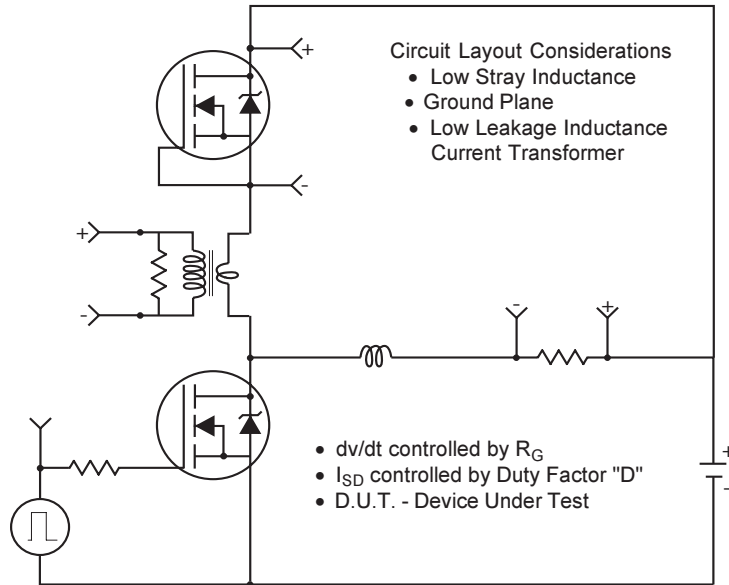 +
Circuit Layout Considerations
• Low Stray Inductance
• Ground Plane
• Low Leakage Inductance
Current Transformer
-
+
-
-
+
• dv/dt controlled by RG
• ISD controlled by Duty Factor "D"
• D.U.T. - Device Under Test
+
-